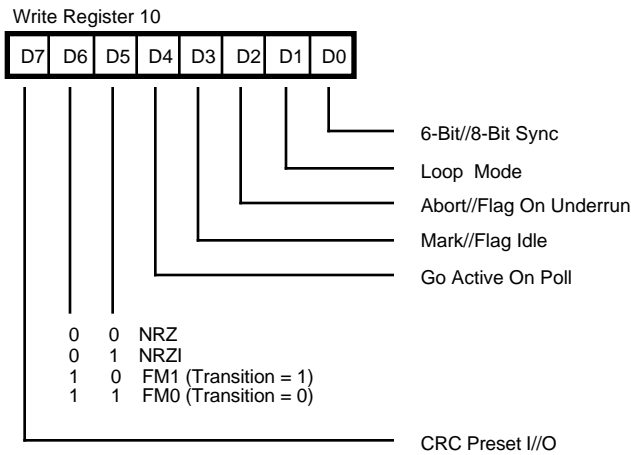 Write Register 10
D7 D6 D5 D4 D3 D2 D1 D0
6-Bit//8-Bit Sync
Loop Mode
Abort//Flag On Underrun
Mark//Flag Idle
Go Active On Poll
0 0 NRZ
0 1 NRZI
1 0 FM1 (Transition = 1)
1 1 FM0 (Transition = 0)
CRC Preset I//O